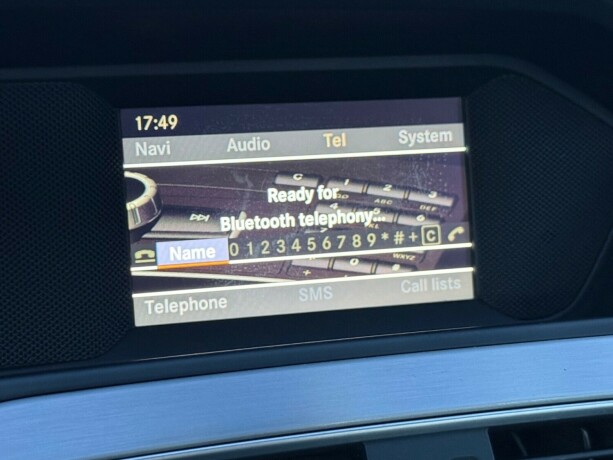 17:49
Navi Audio Tel System
Ready for
Bluetooth telephony...
Name 0 1 2 3 4 5 6 7 8 9 * # + C
Telephone SMS Call lists